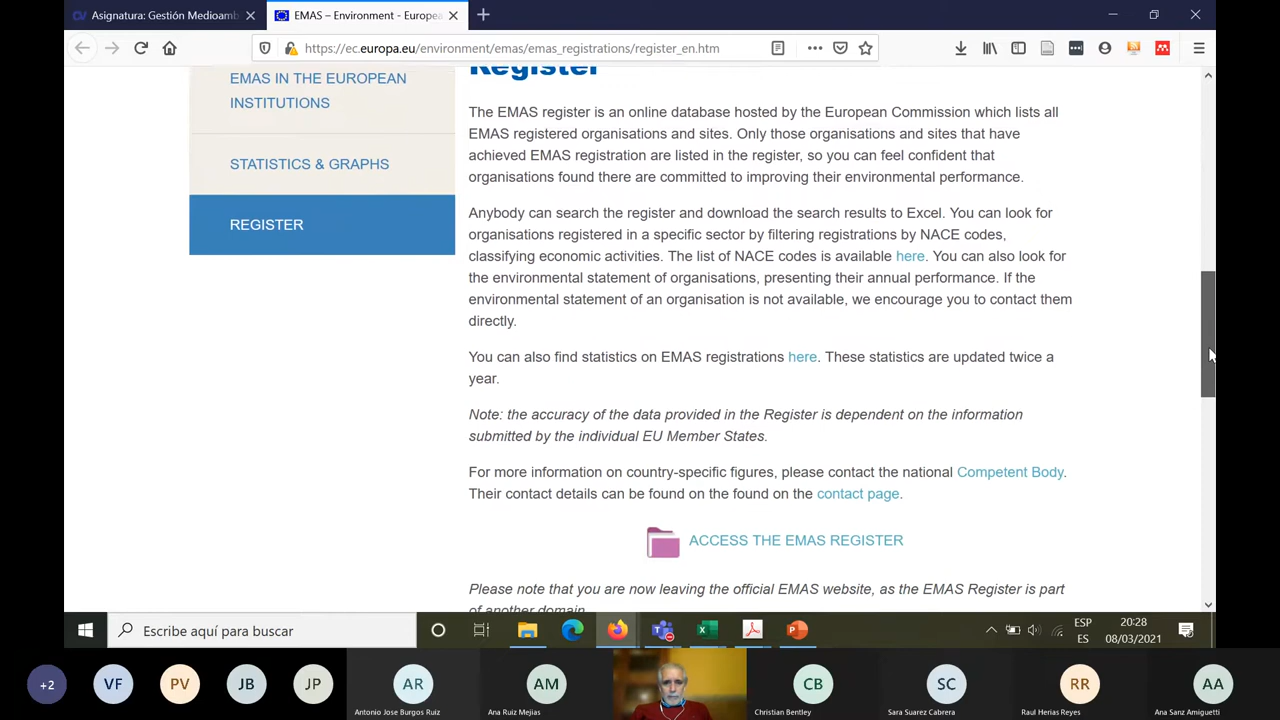 Asignatura: Gestión Medioamb
EMAS – Environment - Europea
https://ec.europa.eu/environment/emas/emas_registrations/register_en.htm
EMAS IN THE EUROPEAN
INSTITUTIONS
STATISTICS & GRAPHS
REGISTER
Register
The EMAS register is an online database hosted by the European Commission which lists all
EMAS registered organisations and sites. Only those organisations and sites that have
achieved EMAS registration are listed in the register, so you can feel confident that
organisations found there are committed to improving their environmental performance.
Anybody can search the register and download the search results to Excel. You can look for
organisations registered in a specific sector by filtering registrations by NACE codes,
classifying economic activities. The list of NACE codes is available here. You can also look for
the environmental statement of organisations, presenting their annual performance. If the
environmental statement of an organisation is not available, we encourage you to contact them
directly.
You can also find statistics on EMAS registrations here. These statistics are updated twice a
year.
Note: the accuracy of the data provided in the Register is dependent on the information
submitted by the individual EU Member States.
For more information on country-specific figures, please contact the national Competent Body.
Their contact details can be found on the found on the contact page.
ACCESS THE EMAS REGISTER
Please note that you are now leaving the official EMAS website, as the EMAS Register is part
of another domain
Escribe aquí para buscar
ESP
ES
20:28
08/03/2021
+2
VF
PV
JB
JP
AR
Antonio Jose Burgos Ruiz
AM
Ana Ruiz Mejias
CB
Christian Bentley
SC
Sara Suarez Cabrera
RR
Raul Herias Reyes
AA
Ana Sanz Amiguetti